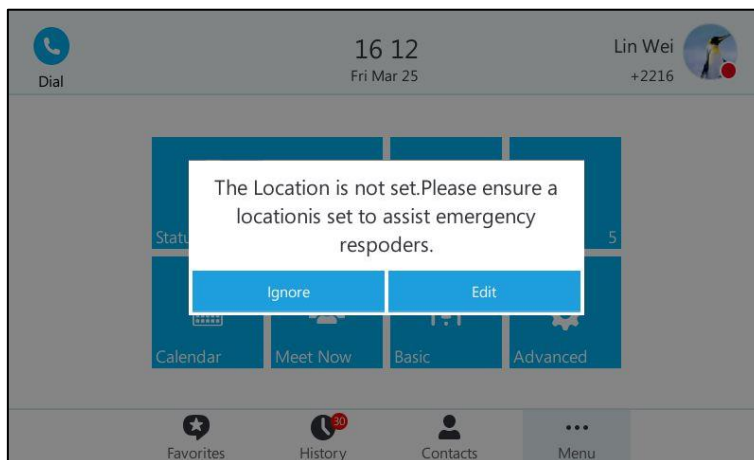 16 12
Lin Wei
Dial
Fri Mar 25
+2216
The Location is not set.Please ensure a
locationis set to assist emergency
respoders.
Statu
5
Ignore
Edit
Calendar
Meet Now
Basic
Advanced
30
Favorites
History
Contacts
Menu